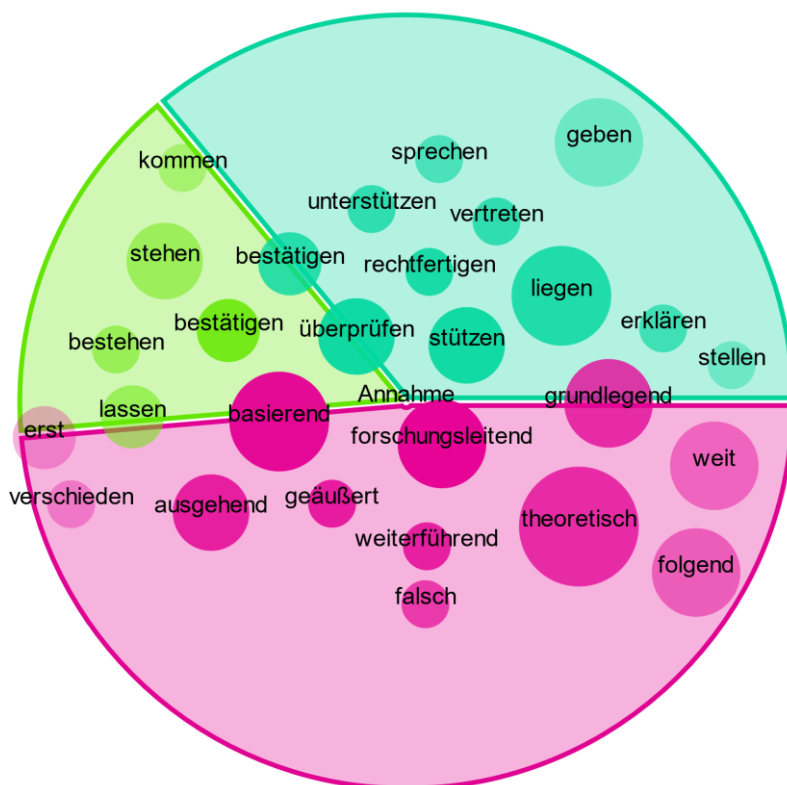 geben
sprechen
kommen
unterstützen
vertreten
stehen
bestätigen
rechtfertigen
liegen
bestätigen
überprüfen
stützen
erklären
bestehen
stellen
Annahme
grundlegend
lassen
basierend
erst
forschungsleitend
weit
verschieden
ausgehend
geäußert
theoretisch
weiterführend
folgend
falsch